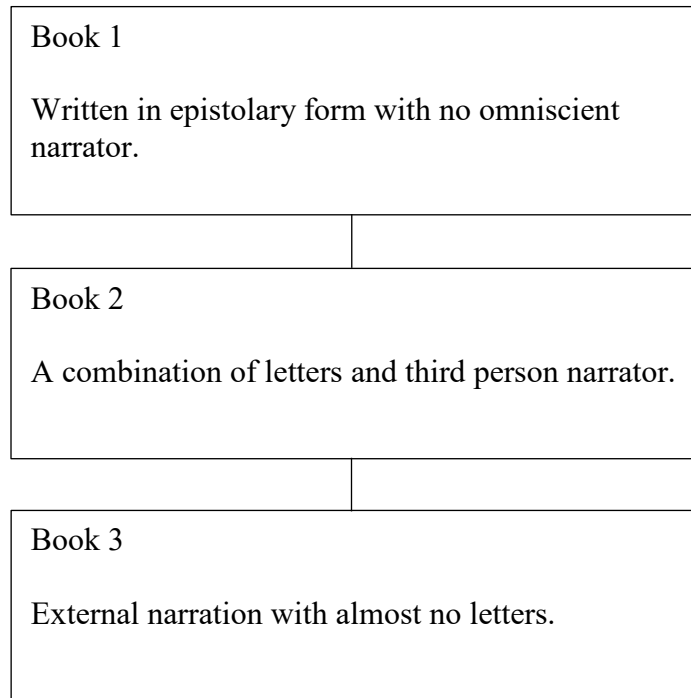 Book 1
Written in epistolary form with no omniscient
narrator.
Book 2
A combination of letters and third person narrator.
Book 3
External narration with almost no letters.